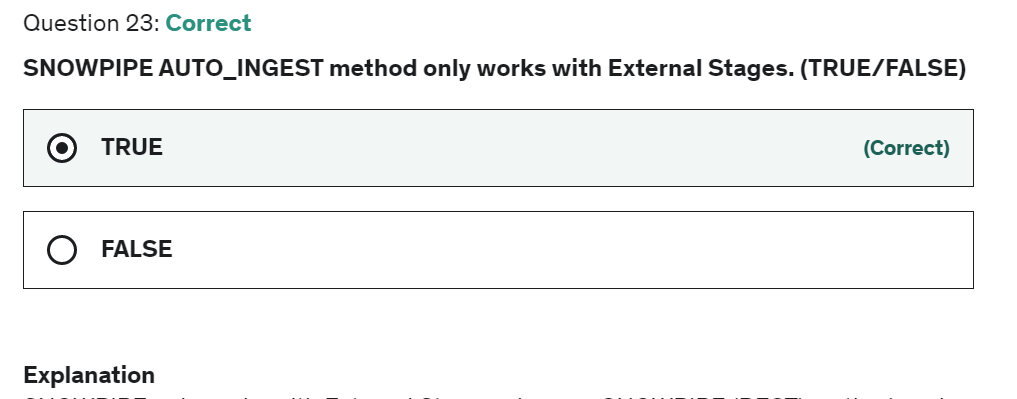 Question 23: Correct
SNOWPIPE AUTO_INGEST method only works with External Stages. (TRUE/FALSE)
TRUE
(Correct)
FALSE
Explanation